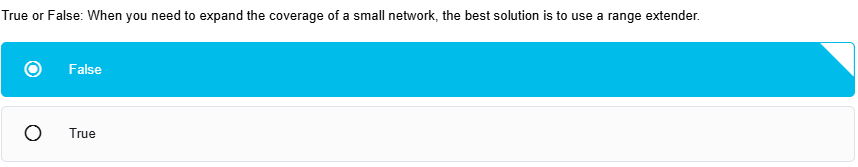 True or False: When you need to expand the coverage of a small network, the best solution is to use a range extender.
False
True